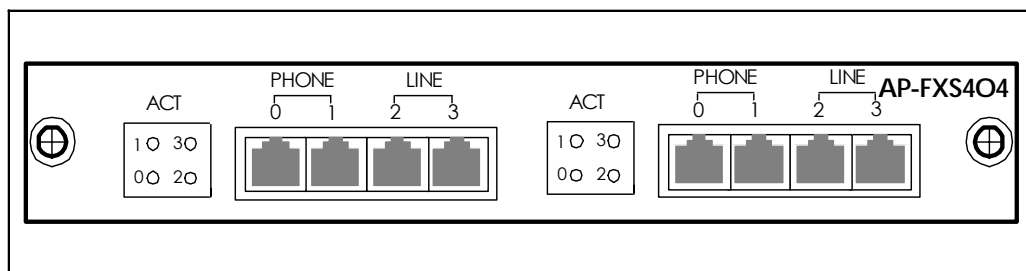 PHONE LINE PHONE LINE
AP-FXS4O4
ACT 0 1 2 3 ACT 0 1 2 3
1 3 1 3
0 2 0 2